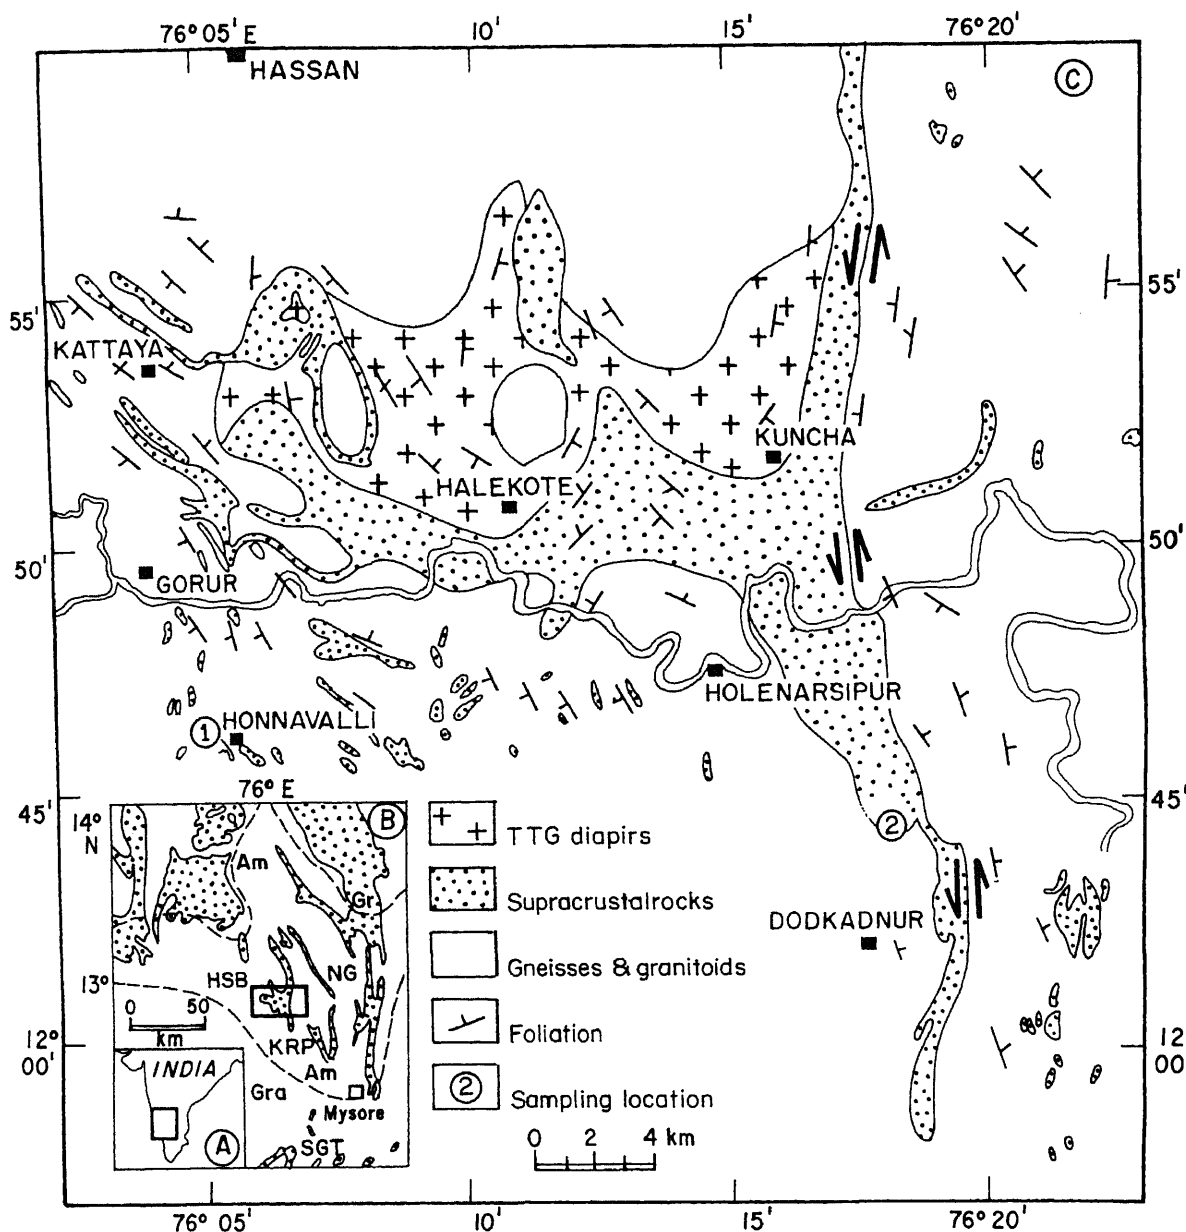 76° 05' E 10' 15' 76° 20'
HASSAN
C
55' 55'
KATTAYA
KUNCHA
HALEKOTE
50' 50'
GORUR
HOLENARSIPUR
1 HONNAVALLI
76° E
45' 45'
14° N
B
Am
Gr
2
TTG diapirs
Supracrustalrocks
DODKADNUR
HSB NG
Gneisses & granitoids
13°
0 50
km
KRP
Foliation
12° 00' 12° 00'
INDIA
Am
Gra
Mysore
2 Sampling location
SGT
A
0 2 4 km
76° 05' 10' 15' 76° 20'